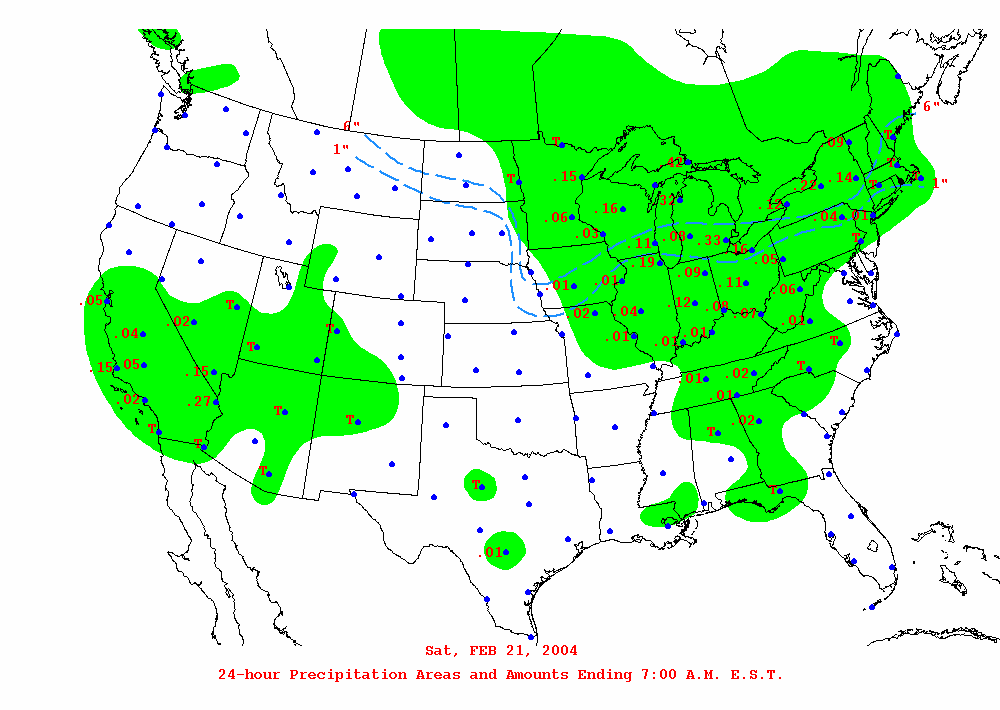 6"
6"
.09
T
T
.42
T
1"
.15
T
.14
T
T
1"
.22
.32
.12
.16
.06
.04
.01
.03
.08
.33
T
.11
.16
.05
.19
.09
.01
.01
.11
.06
.05
T
.12
.08
.02
.04
.07
.02
.01
T
.04
.01
.01
.01
T
T
.15
.05
.15
.02
T
.01
.02
.27
T
.01
T
.02
T
T
T
T
T
T
.01
Sat, FEB 21, 2004
24-hour Precipitation Areas and Amounts Ending 7:00 A.M. E.S.T.